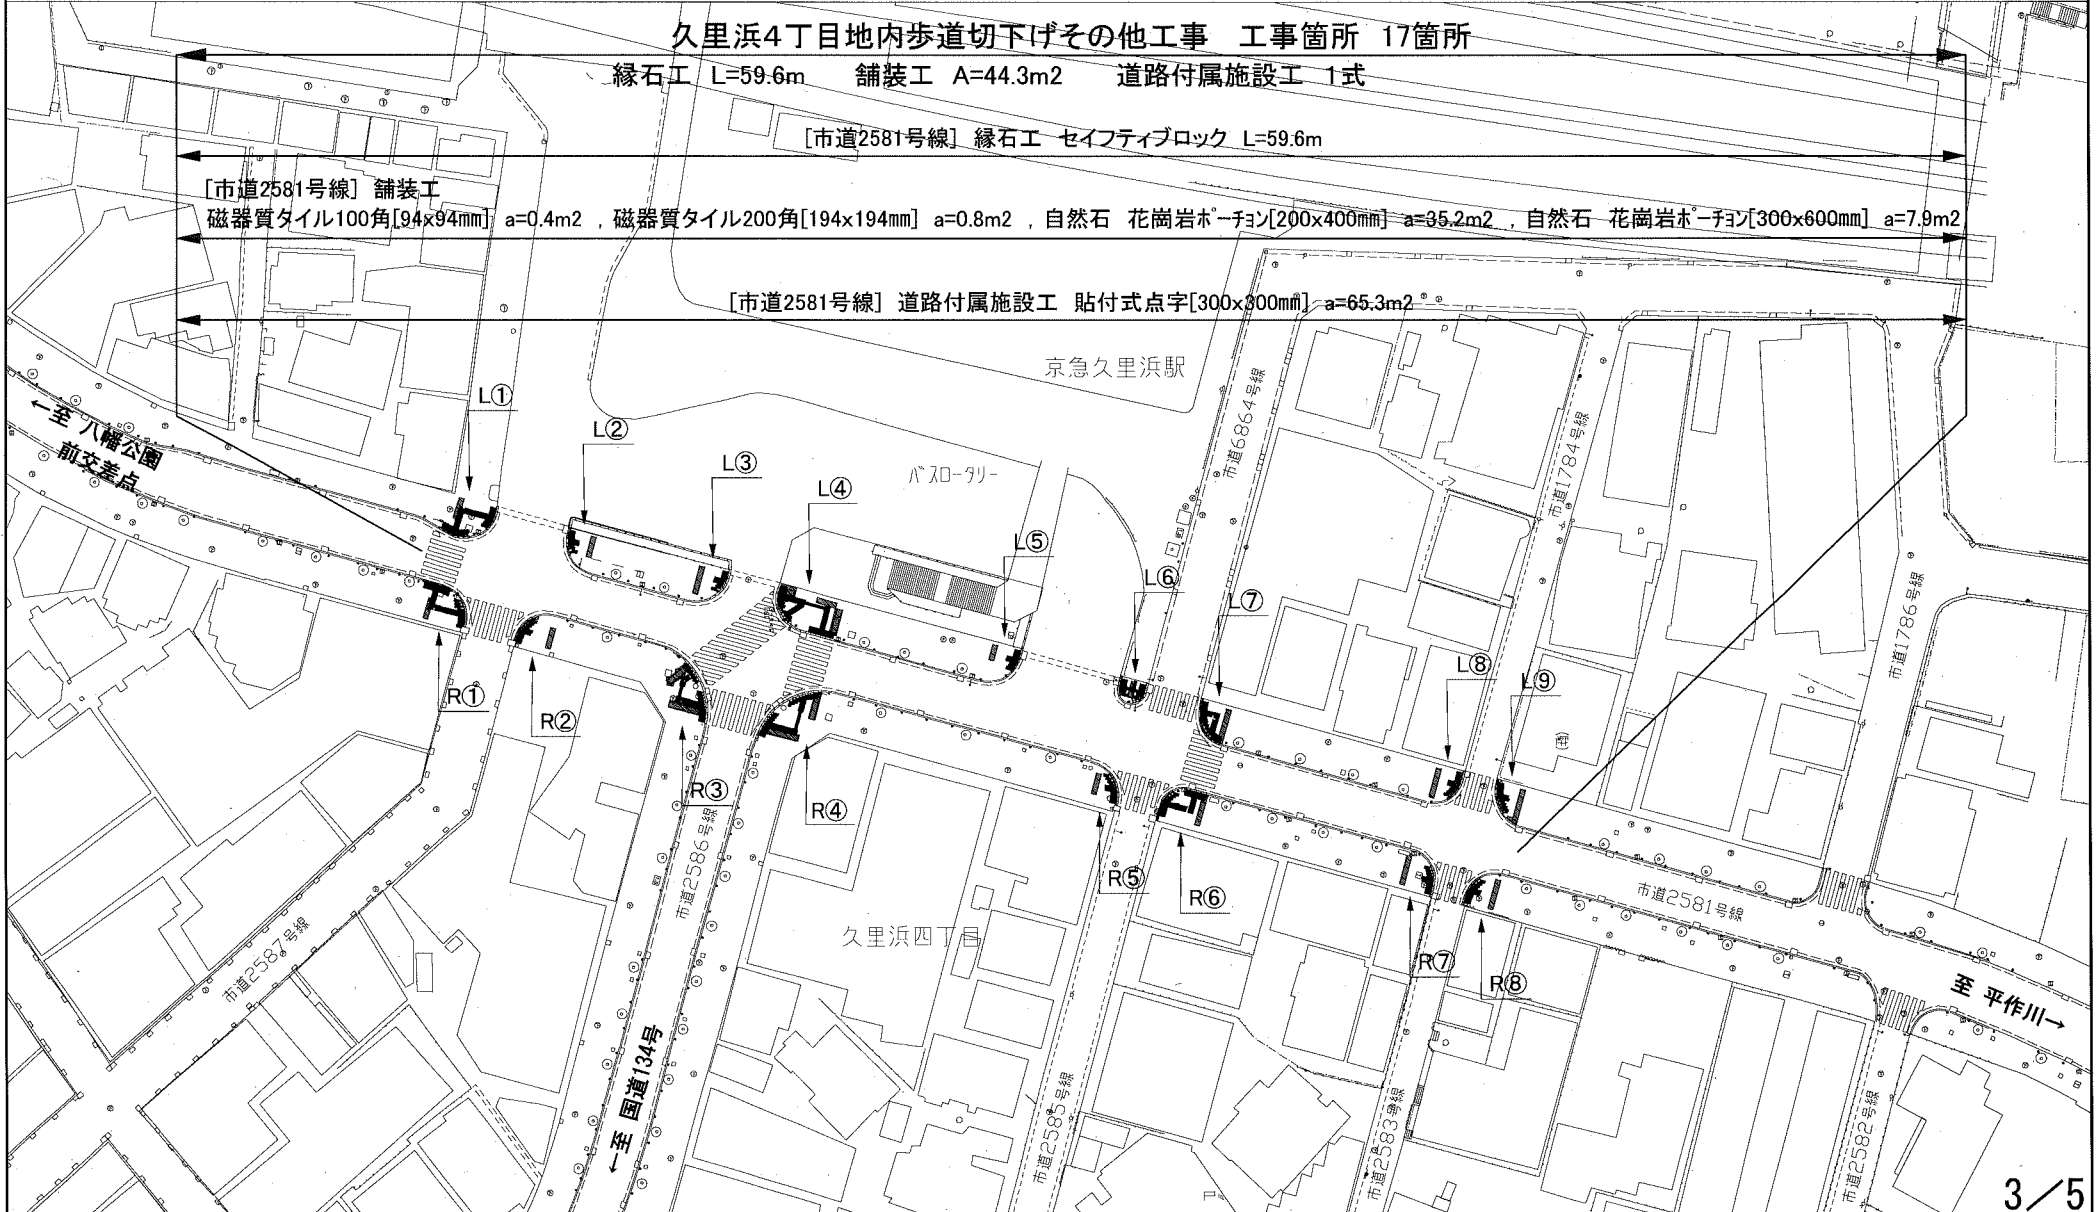 久里浜4丁目地内歩道切下げその他工事　工事箇所 17箇所
縁石工 L=59.6m　舗装工 A=44.3m2　道路付属施設工 1式
[市道2581号線] 縁石工 セイフティブロック L=59.6m
[市道2581号線] 舗装工
磁器質タイル100角[94x94mm] a=0.4m2 , 磁器質タイル200角[194x194mm] a=0.8m2 , 自然石 花崗岩ポーチョン[200x400mm] a=35.2m2 , 自然石 花崗岩ポーチョン[300x600mm] a=7.9m2
[市道2581号線] 道路付属施設工 貼付式点字[300x300mm] a=65.3m2
京急久里浜駅
バスロータリー
←至 八幡公園
前交差点
L①
L②
L③
L④
L⑤
L⑥
L⑦
L⑧
L⑨
市道6864号線
市道1784号線
市道1786号線
R①
R②
R③
R④
R⑤
R⑥
R⑦
R⑧
市道2581号線
至 平作川→
市道2587号線
市道2586号線
久里浜四丁目
←至 国道134号
市道2585号線
市道2583号線
市道2582号線
3／5